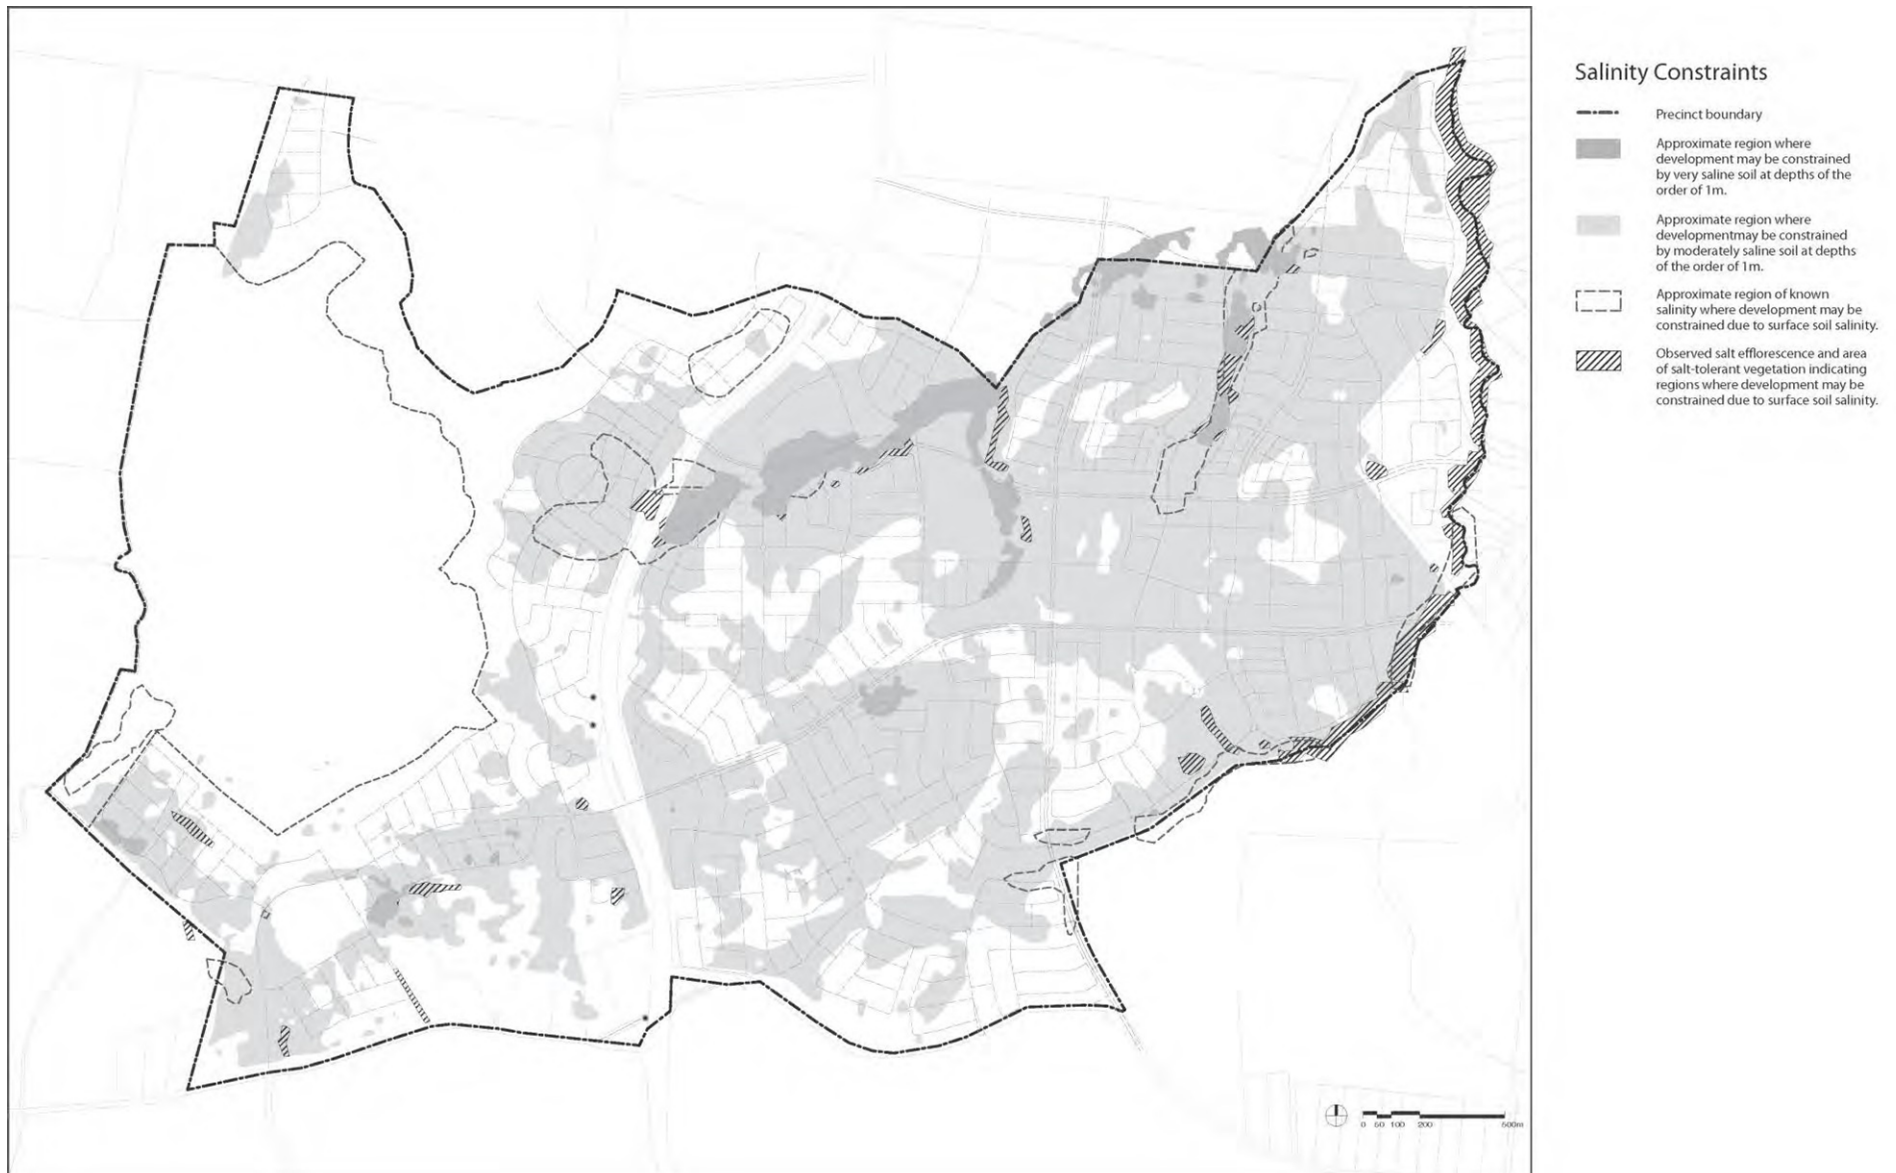 Salinity Constraints
Precinct boundary
Approximate region where
development may be constrained
by very saline soil at depths of the
order of 1m.
Approximate region where
developmentmay be constrained
by moderately saline soil at depths
of the order of 1m.
Approximate region of known
salinity where development may be
constrained due to surface soil salinity.
Observed salt efflorescence and area
of salt-tolerant vegetation indicating
regions where development may be
constrained due to surface soil salinity.
0 50 100 200 500m